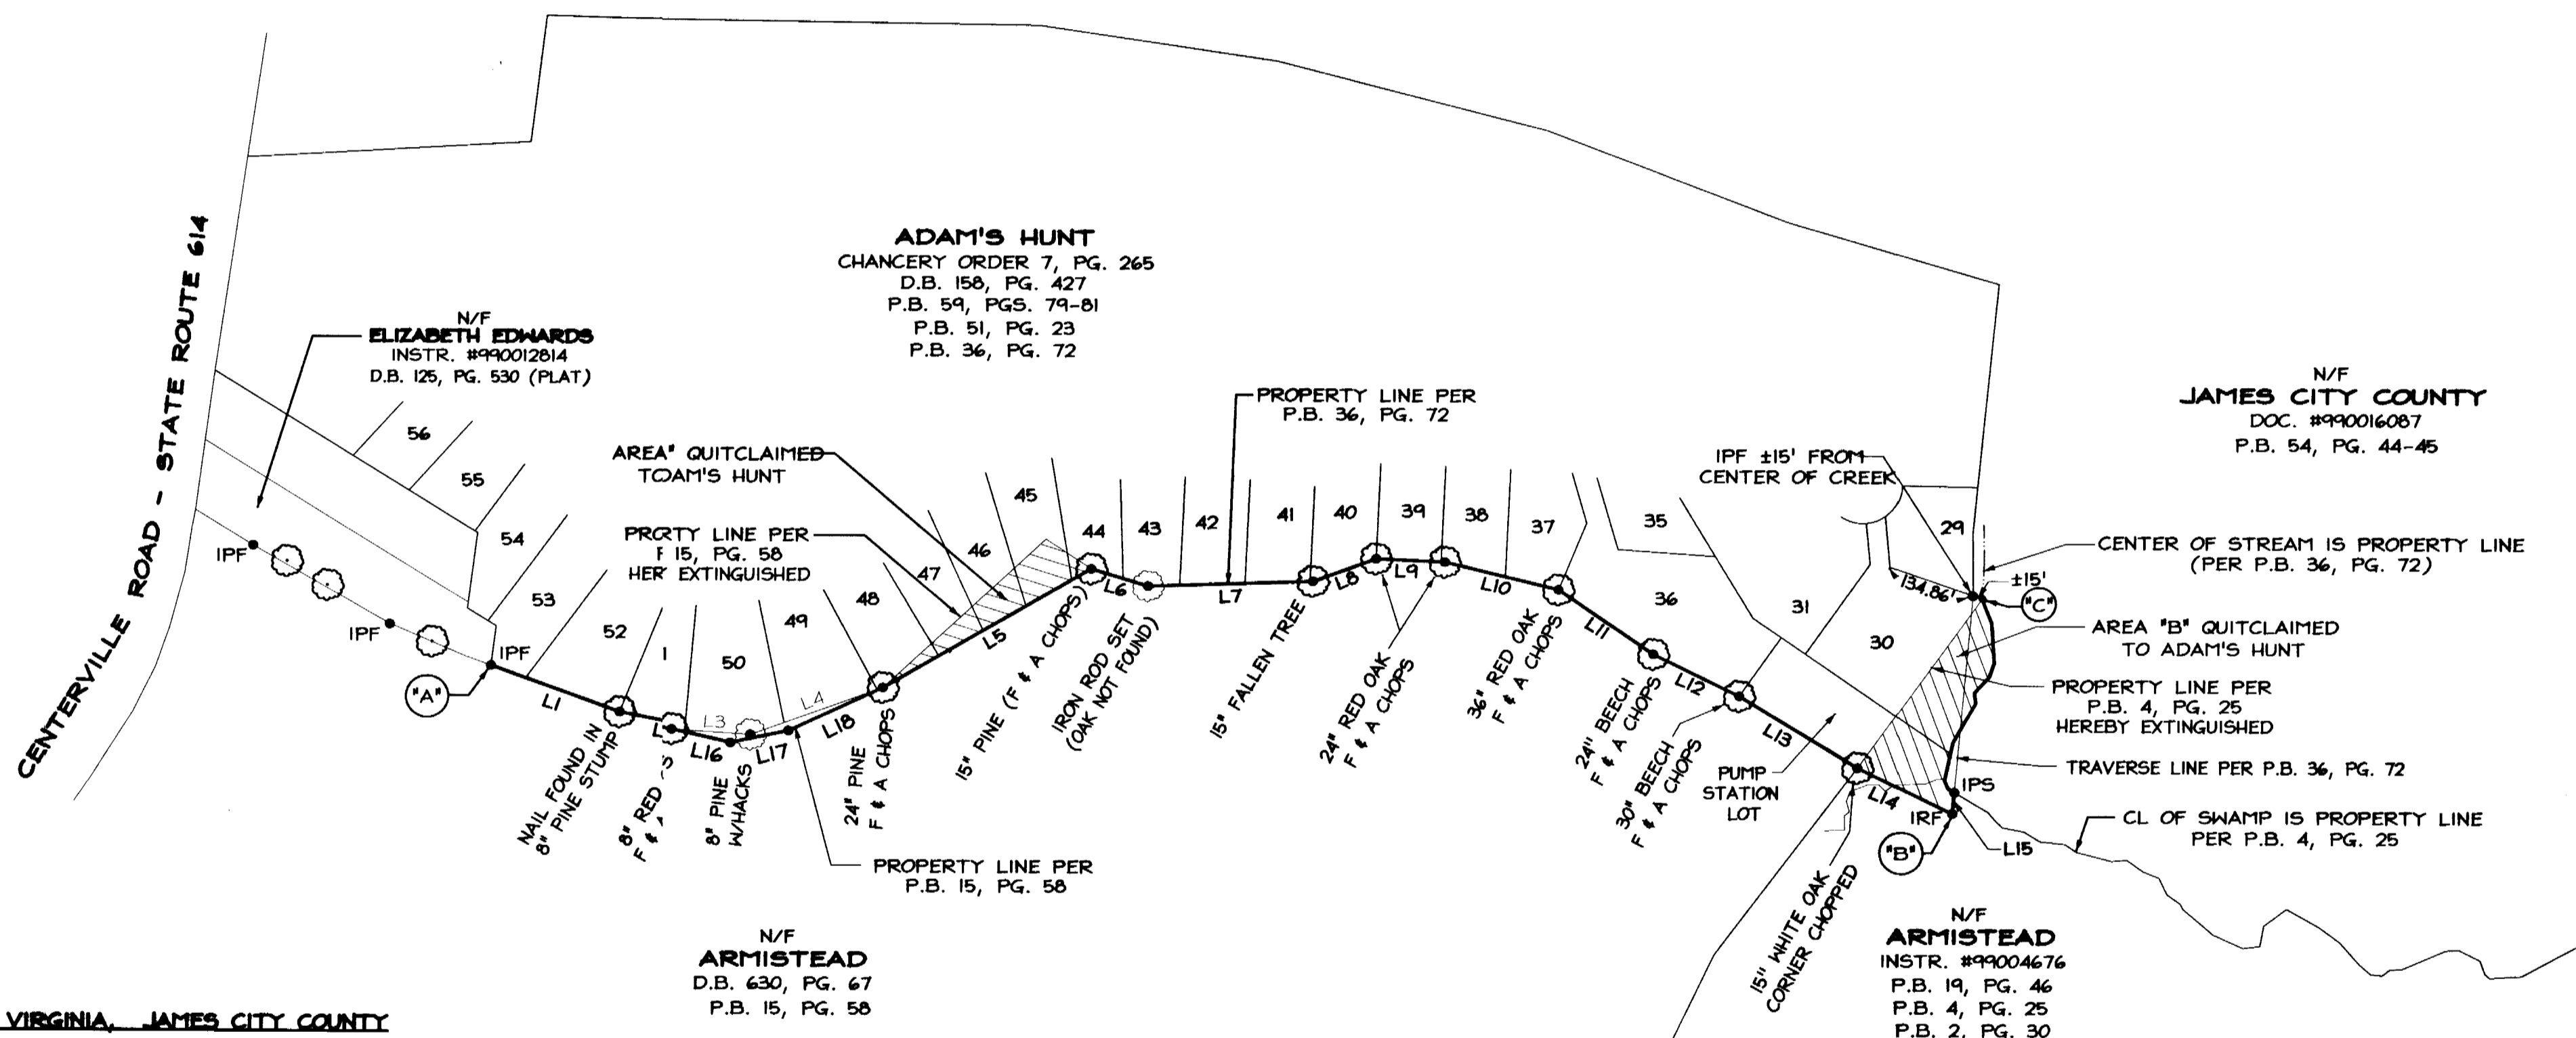 CENTERVILLE ROAD - STATE ROUTE 614
N/F
ELIZABETH EDWARDS
INSTR. #990012814
D.B. 125, PG. 530 (PLAT)
ADAM'S HUNT
CHANCERY ORDER 7, PG. 265
D.B. 158, PG. 427
P.B. 59, PGS. 79-81
P.B. 51, PG. 23
P.B. 36, PG. 72
N/F
JAMES CITY COUNTY
DOC. #990016087
P.B. 54, PG. 44-45
PROPERTY LINE PER
P.B. 36, PG. 72
AREA" QUITCLAIMED
HUNT
LINE PER
15, PG. 58
EXTINGUISHED
IPF ±15' FROM
CENTER OF CREEK
CENTER OF STREAM IS PROPERTY LINE
(PER P.B. 36, PG. 72)
±15'
"C"
134.86'
AREA "B" QUITCLAIMED
TO ADAM'S HUNT
PROPERTY LINE PER
P.B. 4, PG. 25
HEREBY EXTINGUISHED
TRAVERSE LINE PER P.B. 36, PG. 72
IPS
IRF
CL OF SWAMP IS PROPERTY LINE
PER P.B. 4, PG. 25
L15
"B"
56
55
54
53
52
1
50
49
48
47
46
45
44
43
42
41
40
39
38
37
35
36
31
30
29
IPF
IPF
IPF
"A"
L1
L3
L4
L16
L17
L18
L5
L6
L7
L8
L9
L10
L11
L12
L13
L14
NAIL FOUND IN
8" PINE STUMP
8" RED
F &
8" PINE
W/HACKS
24" PINE
F & A CHOPS
15" PINE (F & A CHOPS)
IRON ROD SET
(OAK NOT FOUND)
15" FALLEN TREE
24" RED OAK
F & A CHOPS
36" RED OAK
F & A CHOPS
24" BEECH
F & A CHOPS
30" BEECH
F & A CHOPS
PUMP
STATION
LOT
15" WHITE OAK
CORNER CHOPPED
PROPERTY LINE PER
P.B. 15, PG. 58
N/F
ARMISTEAD
D.B. 630, PG. 67
P.B. 15, PG. 58
N/F
ARMISTEAD
INSTR. #99004676
P.B. 19, PG. 46
P.B. 4, PG. 25
P.B. 2, PG. 30
VIRGINIA, JAMES CITY COUNTY